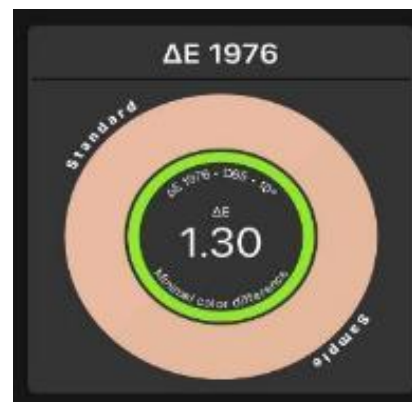 ΔE 1976
Standard
ΔE 1976 - D65 - 10°
ΔE
1.30
Minimal color difference
Sample